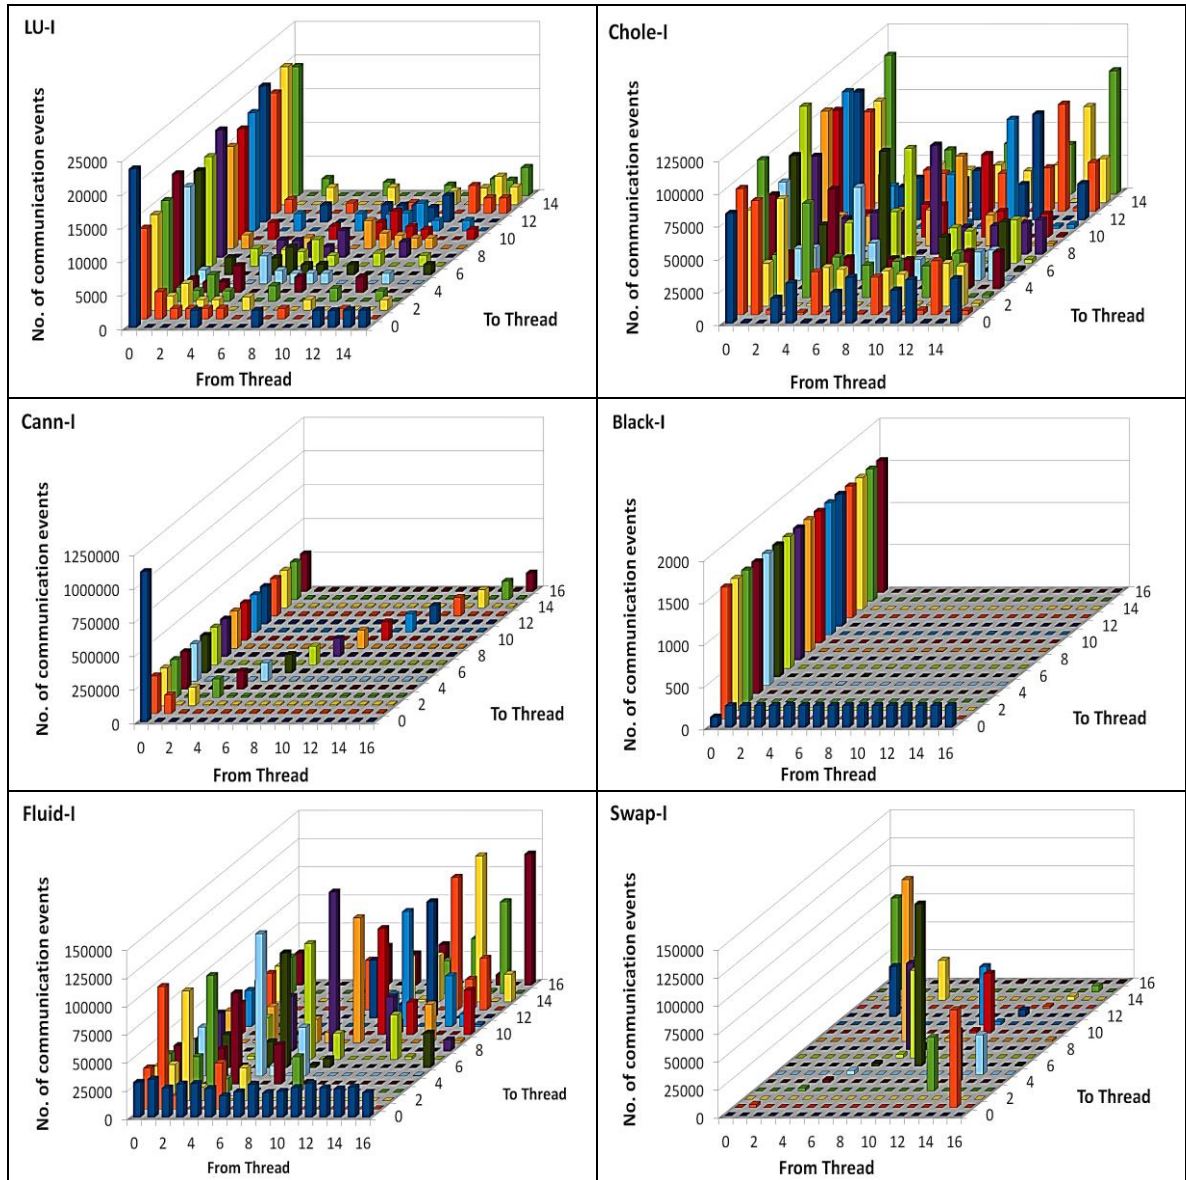 LU-I
No. of communication events
25000
20000
15000
10000
5000
0
0 2 4 6 8 10 12 14
From Thread
0 2 4 6 8 10 12 14
To Thread
Chole-I
No. of communication events
125000
100000
75000
50000
25000
0
0 2 4 6 8 10 12 14
From Thread
0 2 4 6 8 10 12 14
To Thread
Cann-I
No. of communication events
1250000
1000000
750000
500000
250000
0
0 2 4 6 8 10 12 14 16
From Thread
0 2 4 6 8 10 12 14 16
To Thread
Black-I
No. of communication events
2000
1500
1000
500
0
0 2 4 6 8 10 12 14 16
From Thread
0 2 4 6 8 10 12 14 16
To Thread
Fluid-I
No. of communication events
150000
125000
100000
75000
50000
25000
0
0 2 4 6 8 10 12 14 16
From Thread
0 2 4 6 8 10 12 14 16
To Thread
Swap-I
No. of communication events
150000
125000
100000
75000
50000
25000
0
0 2 4 6 8 10 12 14 16
From Thread
0 2 4 6 8 10 12 14 16
To Thread